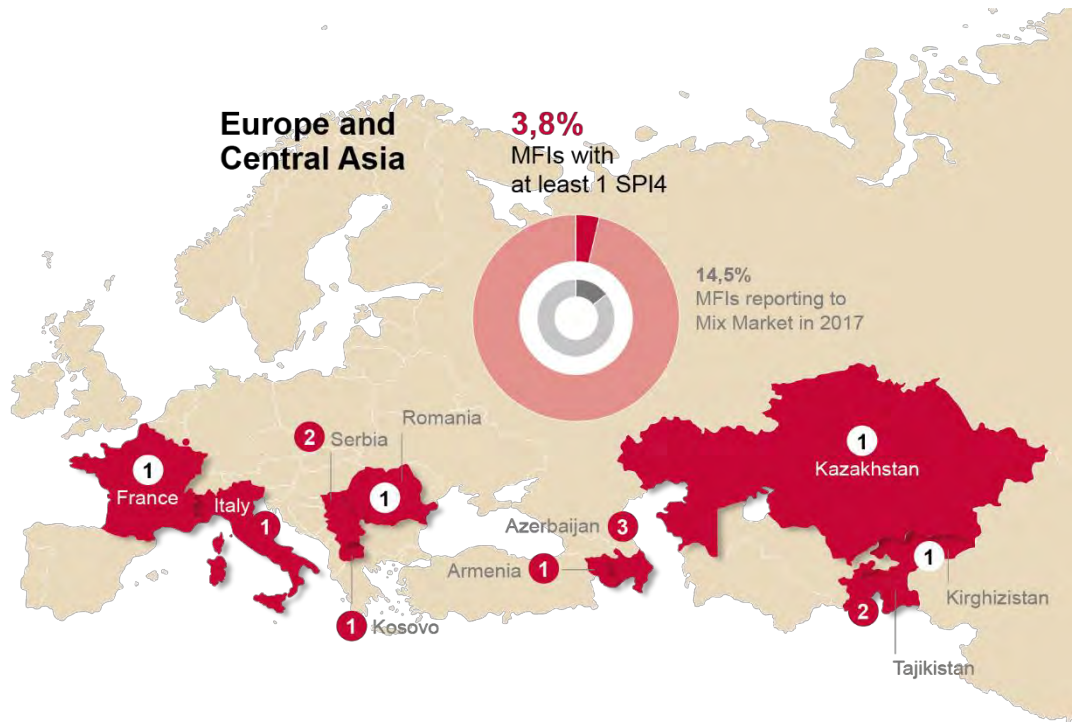 Europe and
Central Asia
3,8%
MFIs with
at least 1 SPI4
14,5%
MFIs reporting to
Mix Market in 2017
Romania
2 Serbia
1
France
Italy
1
1
1
Kazakhstan
Azerbaijan 3
Armenia 1
1
Kirghizistan
2
1 Kosovo
Tajikistan